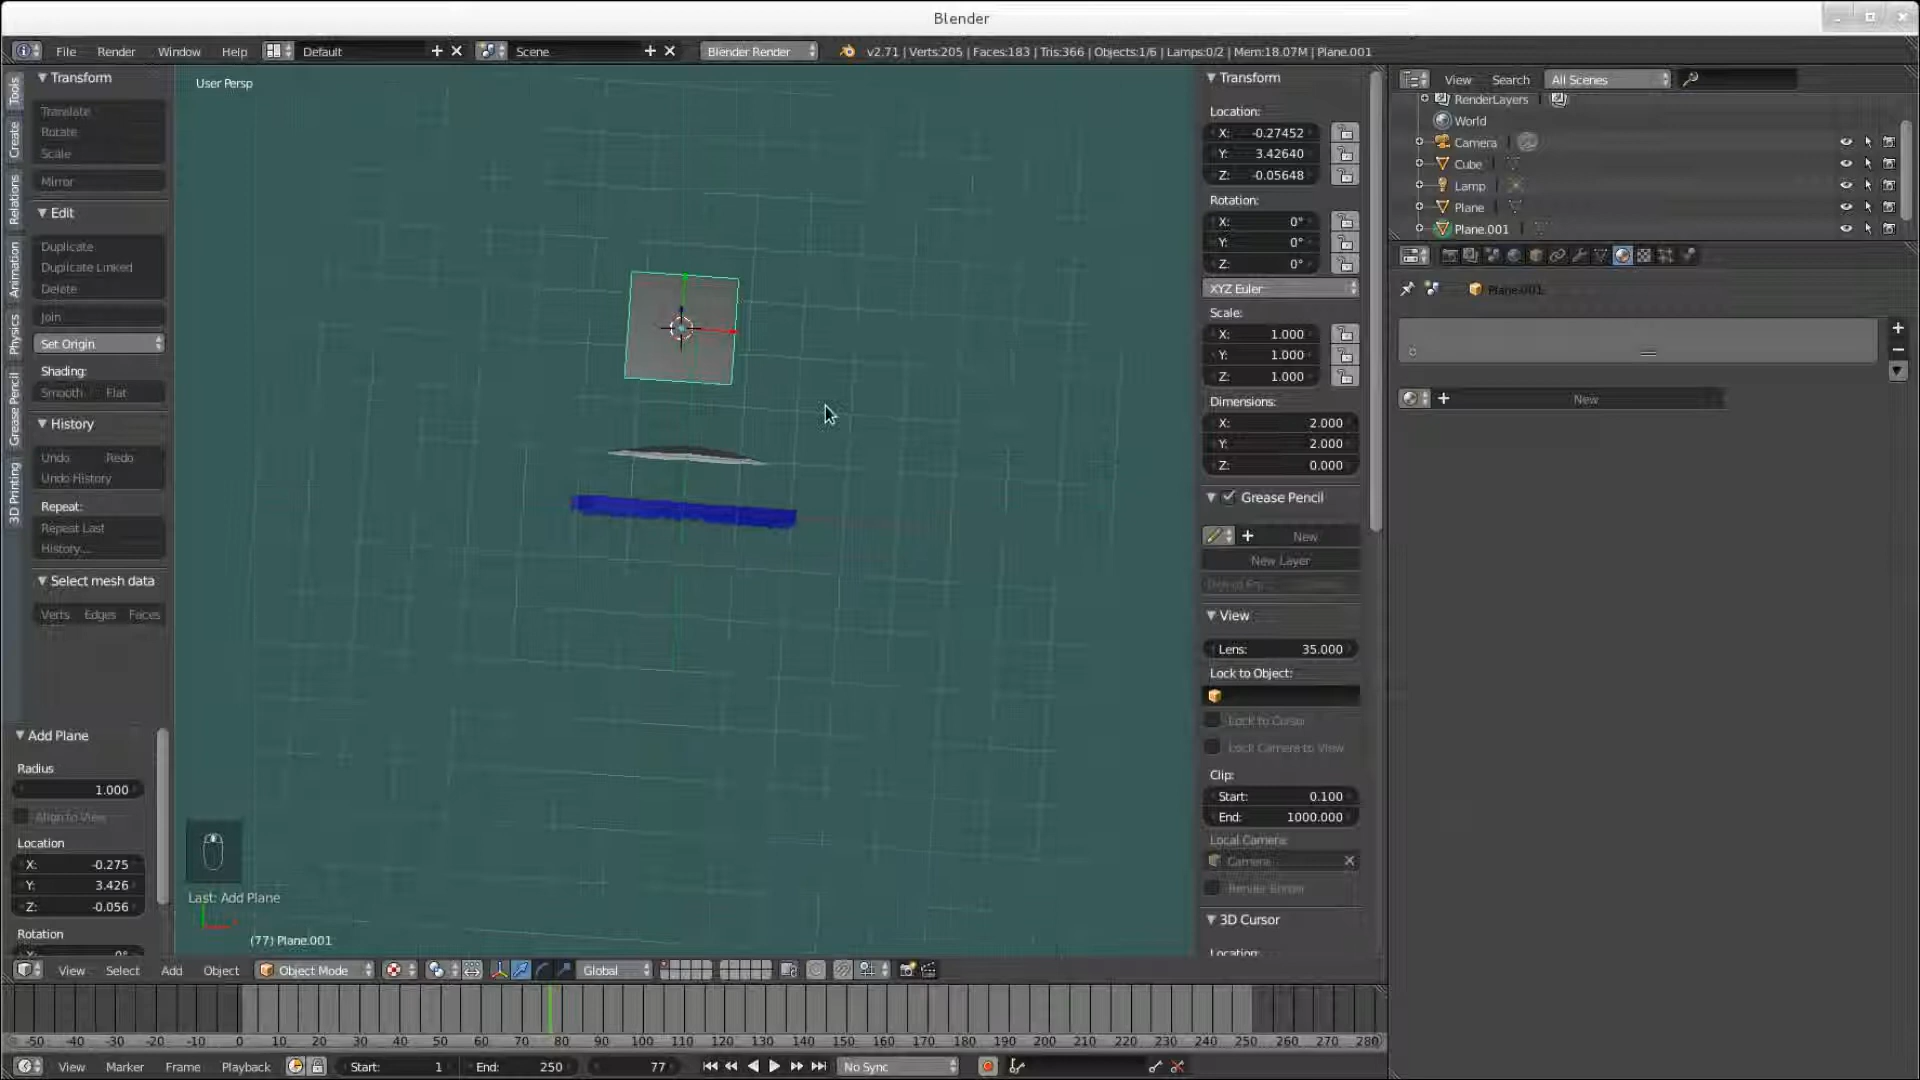 Blender
File Render Window Help Default Scene Blender Render v2.71 | Verts:205 | Faces:183 | Tris:366 | Objects:1/6 | Lamps:0/2 | Mem:18.07M | Plane.001
Tools
Create
Relations
Animation
Physics
Grease Pencil
3D Printing
Transform
Translate
Rotate
Scale
Mirror
Edit
Duplicate
Duplicate Linked
Delete
Join
Set Origin
Shading:
Smooth Flat
History
Undo Redo
Undo History
Repeat:
Repeat Last
History...
Select mesh data
Verts Edges Faces
Add Plane
Radius
1.000
Align to View
Location
X: -0.275
Y: 3.426
Z: -0.056
Rotation
X: 0°
User Persp
Last: Add Plane
(77) Plane.001
Transform
Location:
X: -0.27452
Y: 3.42640
Z: -0.05648
Rotation:
X: 0°
Y: 0°
Z: 0°
XYZ Euler
Scale:
X: 1.000
Y: 1.000
Z: 1.000
Dimensions:
X: 2.000
Y: 2.000
Z: 0.000
Grease Pencil
New
New Layer
View
Lens: 35.000
Lock to Object:
Lock to Cursor
Lock Camera to View
Clip:
Start: 0.100
End: 1000.000
Local Camera:
Camera
Render Border
3D Cursor
Location:
View Search All Scenes
RenderLayers
World
Camera
Cube
Lamp
Plane
Plane.001
Plane.001
New
View Select Add Object Object Mode Global
-50 -40 -30 -20 -10 0 10 20 30 40 50 60 70 80 90 100 110 120 130 140 150 160 170 180 190 200 210 220 230 240 250 260 270 280
View Marker Frame Playback Start: 1 End: 250 77 No Sync